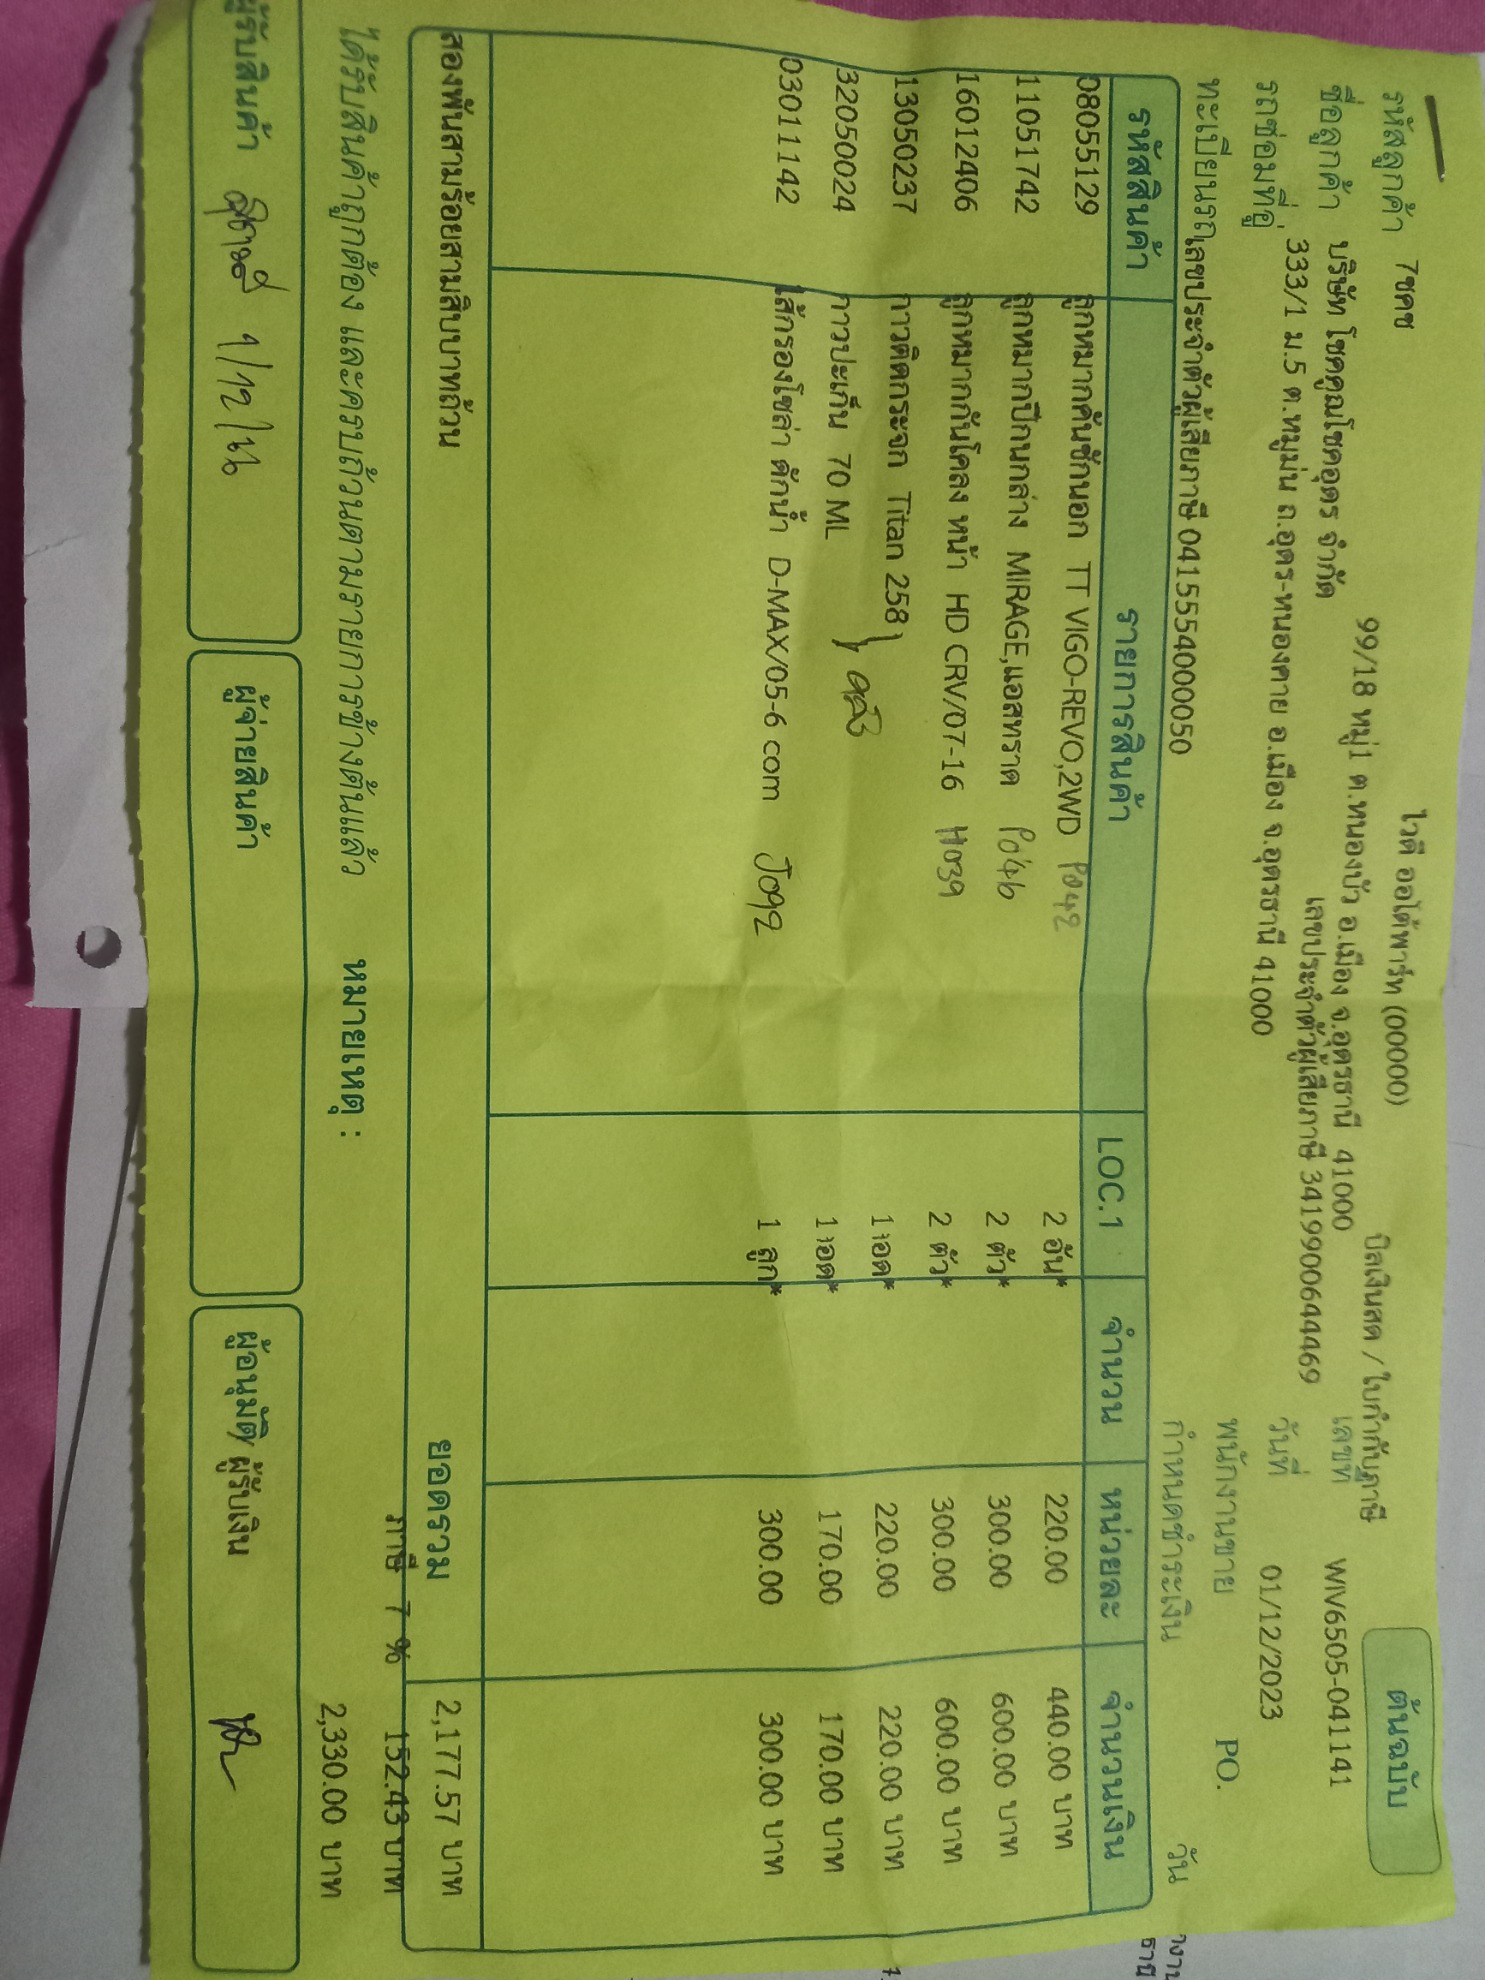 ต้นฉบับ
ไวดี ออโต้พาร์ท (00000)
บิลเงินสด / ใบกำกับภาษี
99/18 หมู่1 ต.หนองบัว อ.เมือง จ.อุดรธานี 41000
เลขประจำตัวผู้เสียภาษี 3419900644469
รหัสลูกค้า 7ชคช
ชื่อลูกค้า บริษัท โชคคูณโชคอุดร จำกัด
เลขที่ WIV6505-041141
333/1 ม.5 ต.หมูม่น ถ.อุดร-หนองคาย อ.เมือง จ.อุดรธานี 41000
วันที่ 01/12/2023
รถซ่อมที่อู่
พนักงานขาย PO.
ทะเบียนรถ เลขประจำตัวผู้เสียภาษี 0415554000050
กำหนดชำระเงิน วัน
รหัสสินค้า รายการสินค้า LOC.1 จำนวน หน่วยละ จำนวนเงิน
08055129 ลูกหมากคันชักนอก TT VIGO-REVO,2WD P042 2 อัน* 220.00 440.00 บาท
11051742 ลูกหมากปีกนกล่าง MIRAGE,แอสทราด P046 2 ตัว* 300.00 600.00 บาท
16012406 ลูกหมากกันโคลง หน้า HD CRV/07-16 H039 2 ตัว* 300.00 600.00 บาท
13050237 กาวติดกระจก Titan 258 1 หลอด* 220.00 220.00 บาท
32050024 กาวปะเก็น 70 ML 1 หลอด* 170.00 170.00 บาท
03011142 ไส้กรองโซล่า ดักน้ำ D-MAX/05-6 com J092 1 ลูก* 300.00 300.00 บาท
สองพันสามร้อยสามสิบบาทถ้วน ยอดรวม 2,177.57 บาท
ภาษี 7 % 152.43 บาท
ได้รับสินค้าถูกต้อง และครบถ้วนตามรายการข้างต้นแล้ว หมายเหตุ : 2,330.00 บาท
ผู้รับสินค้า
ผู้จ่ายสินค้า
ผู้อนุมัติ/ผู้รับเงิน